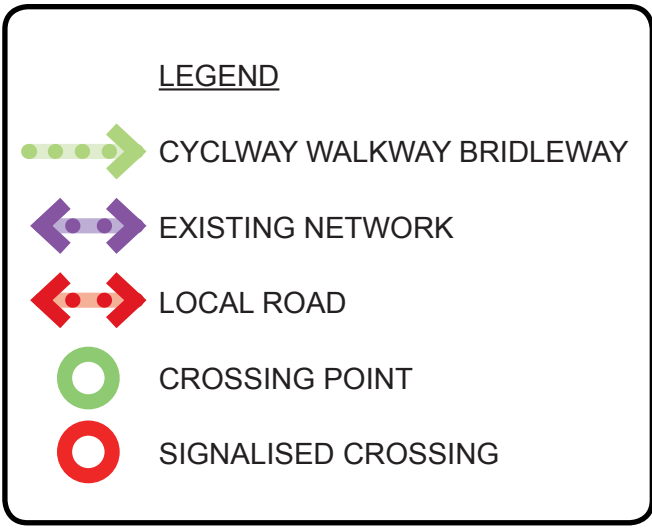 LEGEND
CYCLWAY WALKWAY BRIDLEWAY
EXISTING NETWORK
LOCAL ROAD
CROSSING POINT
SIGNALISED CROSSING